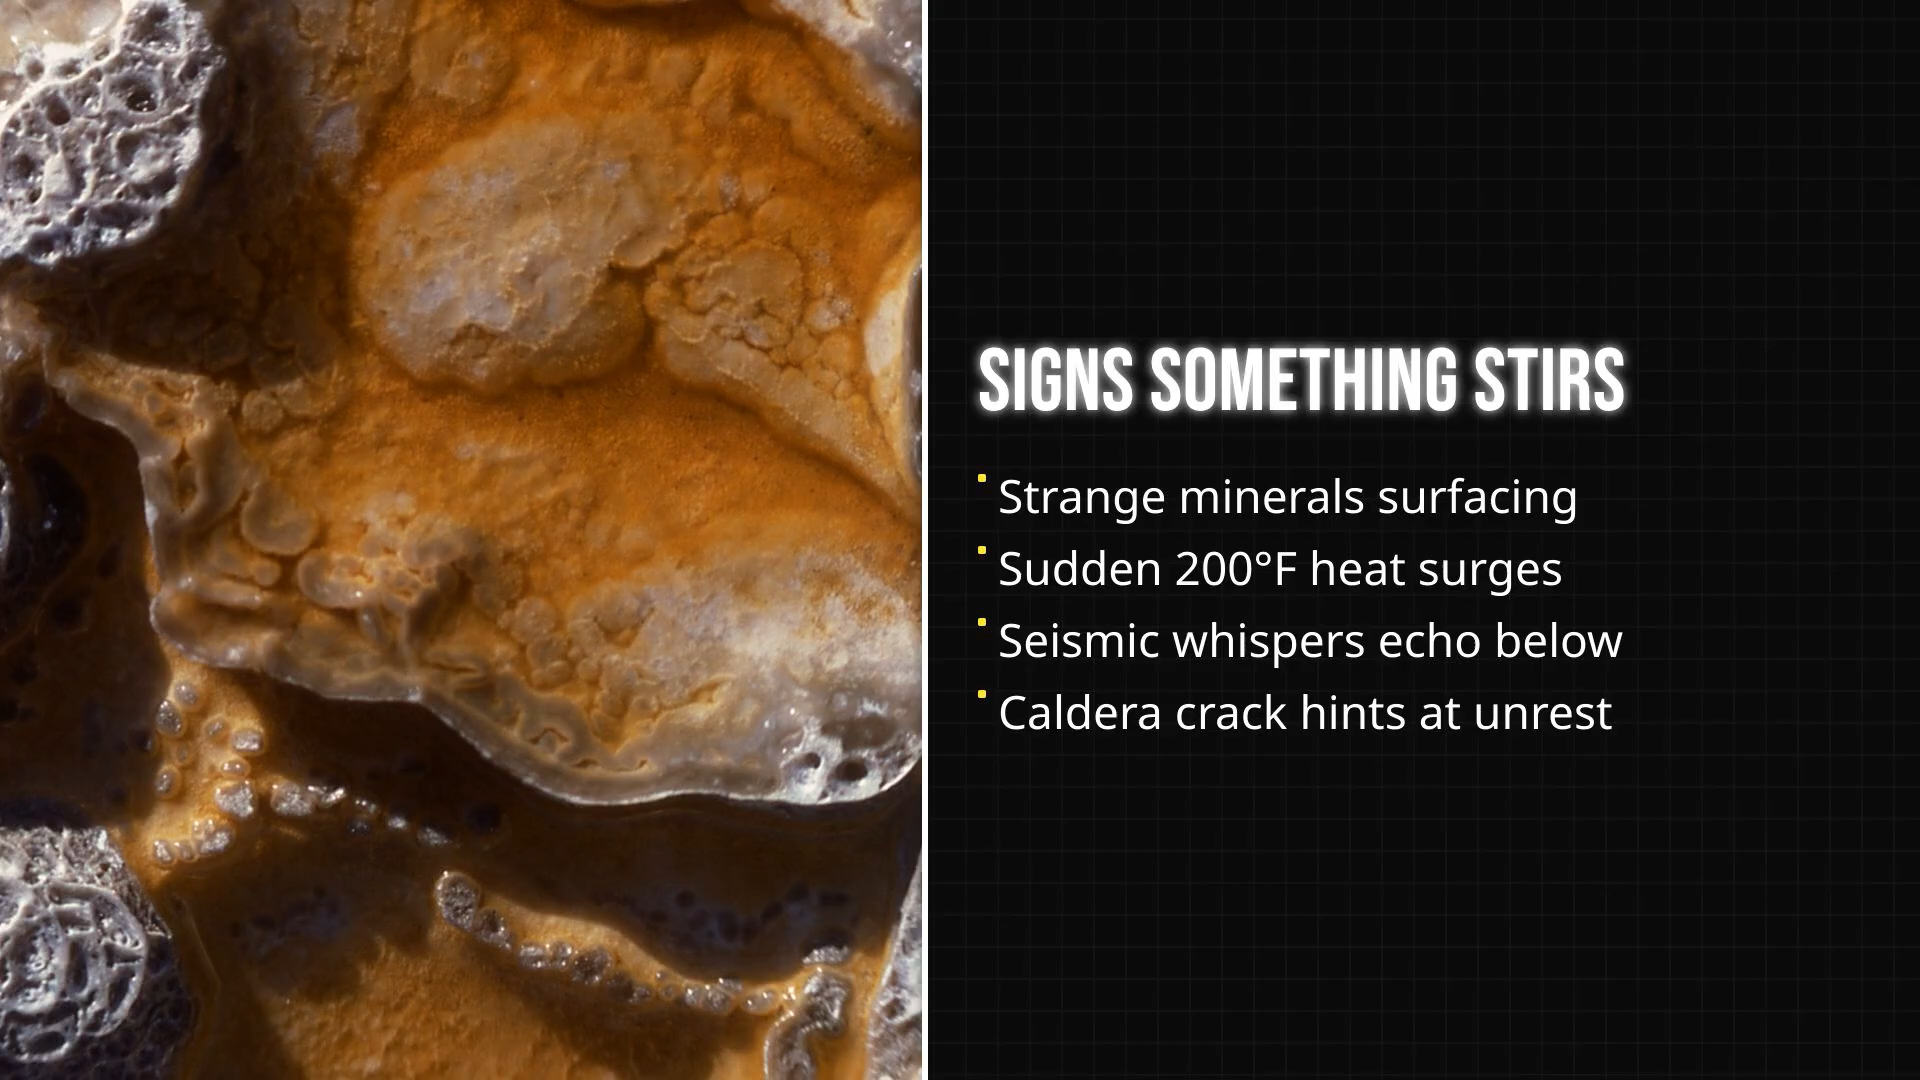 SIGNS SOMETHING STIRS
Strange minerals surfacing
Sudden 200°F heat surges
Seismic whispers echo below
Caldera crack hints at unrest